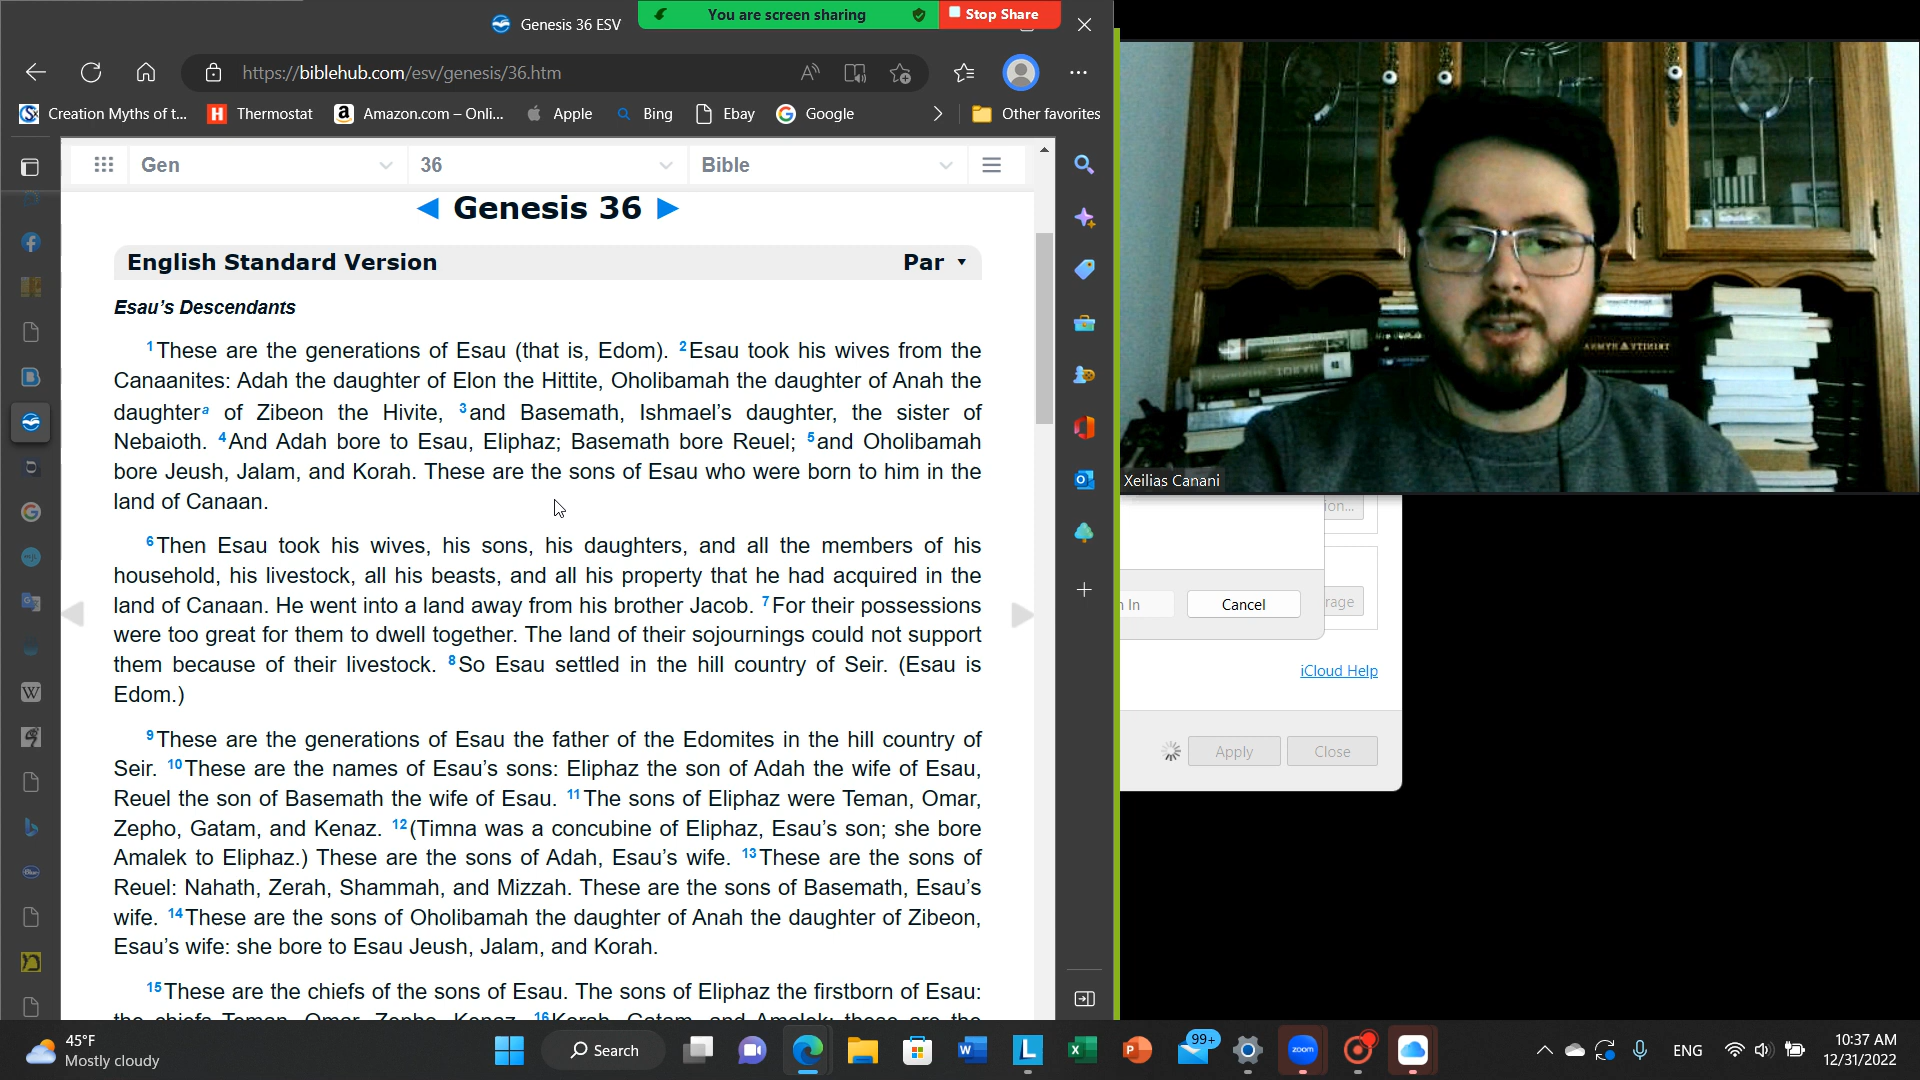 Genesis 36 ESV
You are screen sharing
Stop Share
https://biblehub.com/esv/genesis/36.htm
Creation Myths of t...
Thermostat
Amazon.com – Onli...
Apple
Bing
Ebay
Google
Other favorites
Gen
36
Bible
Genesis 36
English Standard Version
Par
Esau’s Descendants
1These are the generations of Esau (that is, Edom). 2Esau took his wives from the
Canaanites: Adah the daughter of Elon the Hittite, Oholibamah the daughter of Anah the
daughtera of Zibeon the Hivite, 3and Basemath, Ishmael’s daughter, the sister of
Nebaioth. 4And Adah bore to Esau, Eliphaz; Basemath bore Reuel; 5and Oholibamah
bore Jeush, Jalam, and Korah. These are the sons of Esau who were born to him in the
land of Canaan.
6Then Esau took his wives, his sons, his daughters, and all the members of his
household, his livestock, all his beasts, and all his property that he had acquired in the
land of Canaan. He went into a land away from his brother Jacob. 7For their possessions
were too great for them to dwell together. The land of their sojournings could not support
them because of their livestock. 8So Esau settled in the hill country of Seir. (Esau is
Edom.)
9These are the generations of Esau the father of the Edomites in the hill country of
Seir. 10These are the names of Esau’s sons: Eliphaz the son of Adah the wife of Esau,
Reuel the son of Basemath the wife of Esau. 11The sons of Eliphaz were Teman, Omar,
Zepho, Gatam, and Kenaz. 12(Timna was a concubine of Eliphaz, Esau’s son; she bore
Amalek to Eliphaz.) These are the sons of Adah, Esau’s wife. 13These are the sons of
Reuel: Nahath, Zerah, Shammah, and Mizzah. These are the sons of Basemath, Esau’s
wife. 14These are the sons of Oholibamah the daughter of Anah the daughter of Zibeon,
Esau’s wife: she bore to Esau Jeush, Jalam, and Korah.
15These are the chiefs of the sons of Esau. The sons of Eliphaz the firstborn of Esau:
the chiefs Teman, Omar, Zepho, Kenaz, 16Korah, Gatam, and Amalek; these are the
Xeilias Canani
ion...
n In
Cancel
rage
iCloud Help
Apply
Close
45°F
Mostly cloudy
Search
99+
zoom
ENG
10:37 AM
12/31/2022